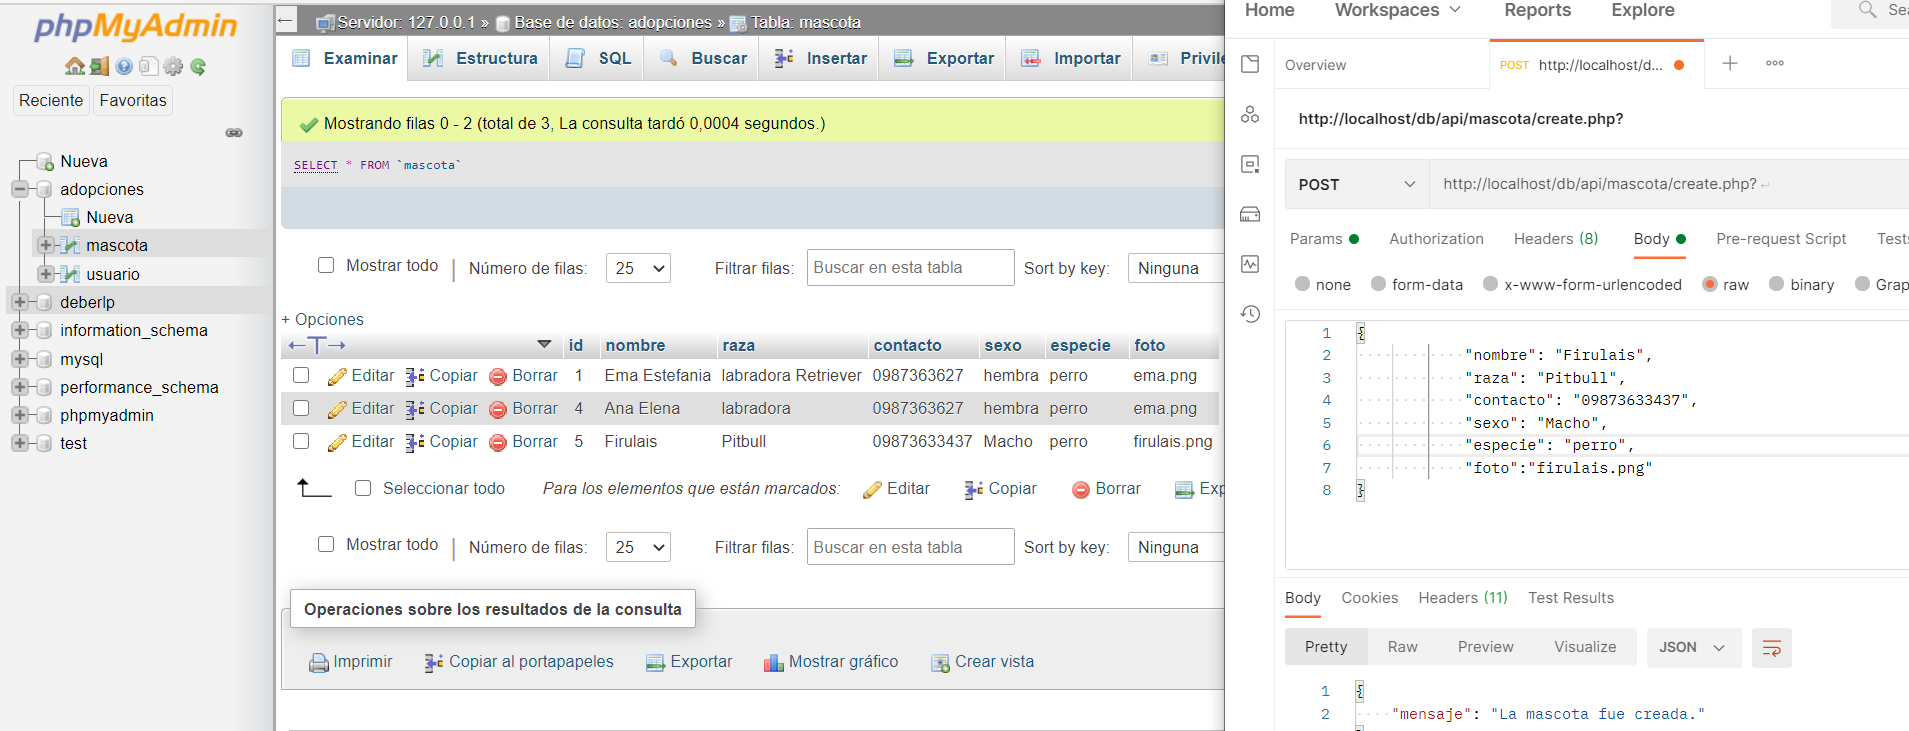 phpMyAdmin
Reciente
Favoritas
Nueva
adopciones
Nueva
mascota
usuario
deberlp
information_schema
mysql
performance_schema
phpmyadmin
test
Servidor: 127.0.0.1 » Base de datos: adopciones » Tabla: mascota
Examinar
Estructura
SQL
Buscar
Insertar
Exportar
Importar
Privile
Mostrando filas 0 - 2 (total de 3, La consulta tardó 0,0004 segundos.)
SELECT * FROM `mascota`
Mostrar todo
Número de filas:
25
Filtrar filas:
Buscar en esta tabla
Sort by key:
Ninguna
+ Opciones
id nombre raza contacto sexo especie foto
Editar Copiar Borrar 1 Ema Estefania labradora Retriever 0987363627 hembra perro ema.png
Editar Copiar Borrar 4 Ana Elena labradora 0987363627 hembra perro ema.png
Editar Copiar Borrar 5 Firulais Pitbull 09873633437 Macho perro firulais.png
Seleccionar todo
Para los elementos que están marcados:
Editar
Copiar
Borrar
Exp
Mostrar todo
Número de filas:
25
Filtrar filas:
Buscar en esta tabla
Sort by key:
Ninguna
Operaciones sobre los resultados de la consulta
Imprimir
Copiar al portapapeles
Exportar
Mostrar gráfico
Crear vista
Home
Workspaces
Reports
Explore
Sea
Overview
POST http://localhost/d...
http://localhost/db/api/mascota/create.php?
POST
http://localhost/db/api/mascota/create.php?
Params
Authorization
Headers (8)
Body
Pre-request Script
Tests
none
form-data
x-www-form-urlencoded
raw
binary
Grap
1 {
2 "nombre": "Firulais",
3 "raza": "Pitbull",
4 "contacto": "09873633437",
5 "sexo": "Macho",
6 "especie": "perro",
7 "foto":"firulais.png"
8 }
Body
Cookies
Headers (11)
Test Results
Pretty
Raw
Preview
Visualize
JSON
1 {
2 "mensaje": "La mascota fue creada."